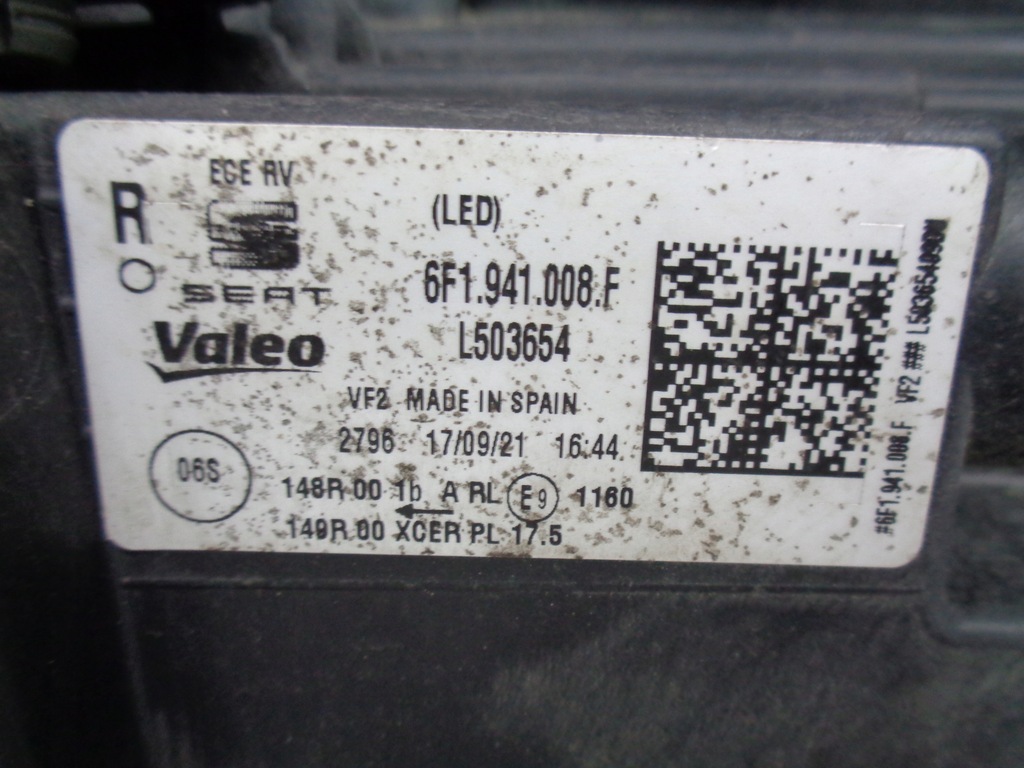 R
O
ECE RV
SEAT
Valeo
(LED)
6F1.941.008.F
L503654
VF2 MADE IN SPAIN
2796 17/09/21 16:44
06S
148R 00 1b A RL E9 1160
149R 00 XCER PL 17.5
#6F1.941.008.F VF2 ###